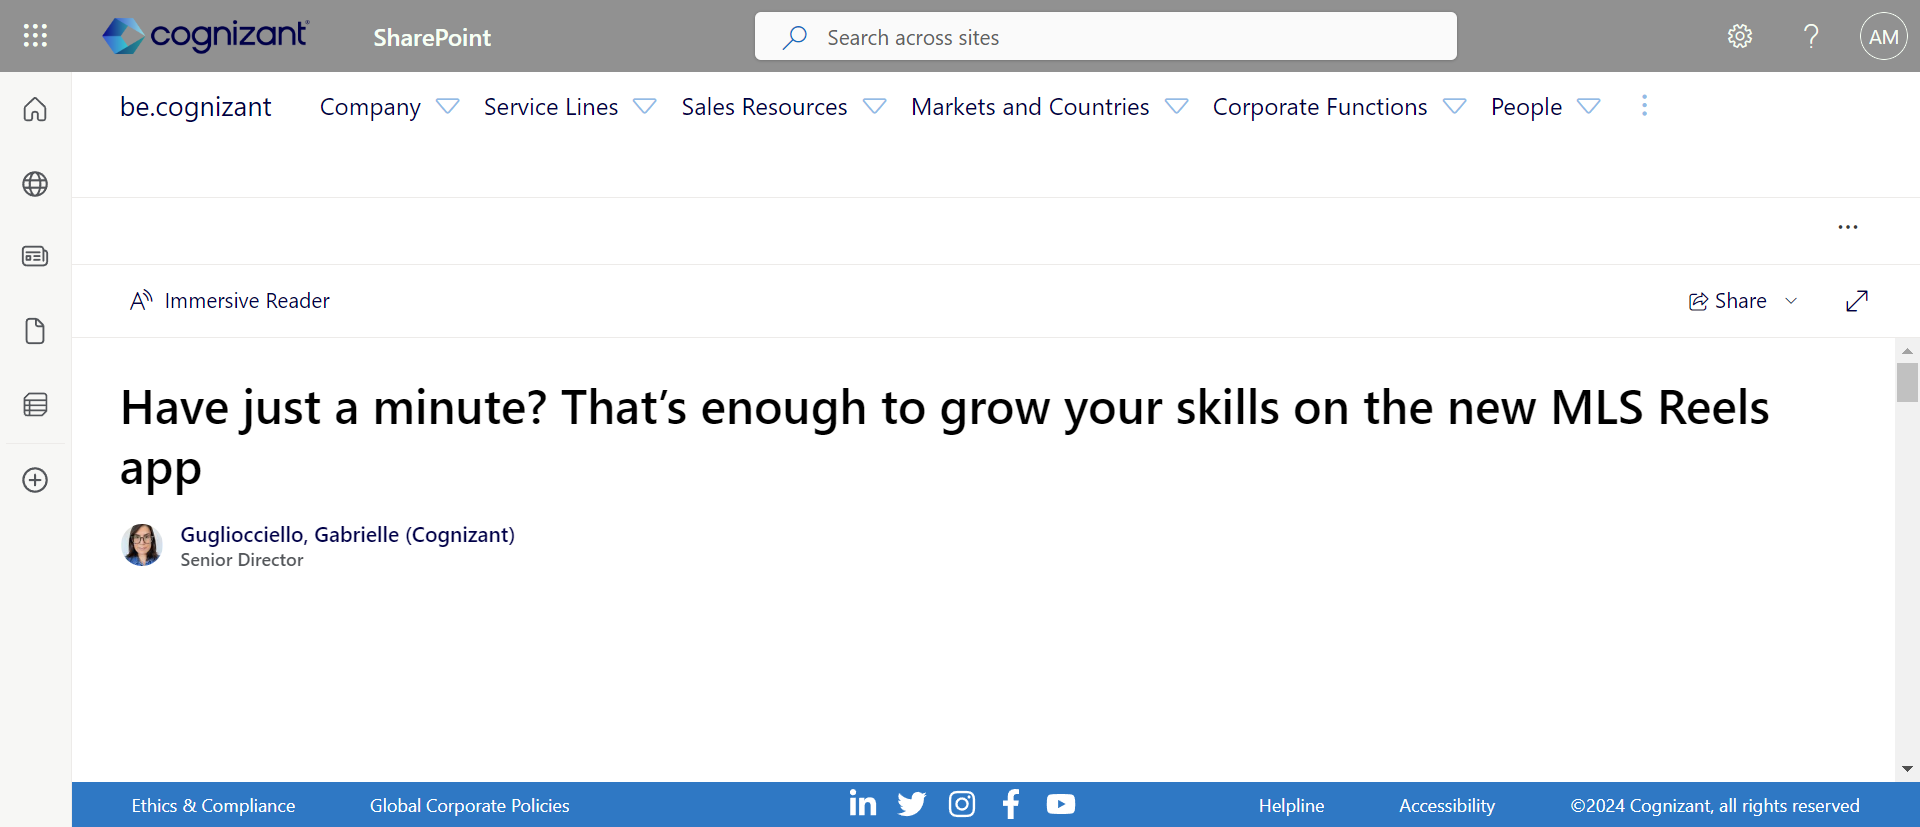 cognizant
SharePoint
Search across sites
AM
be.cognizant
Company
Service Lines
Sales Resources
Markets and Countries
Corporate Functions
People
Immersive Reader
Share
Have just a minute? That’s enough to grow your skills on the new MLS Reels
app
Gugliocciello, Gabrielle (Cognizant)
Senior Director
Ethics & Compliance
Global Corporate Policies
Helpline
Accessibility
©2024 Cognizant, all rights reserved